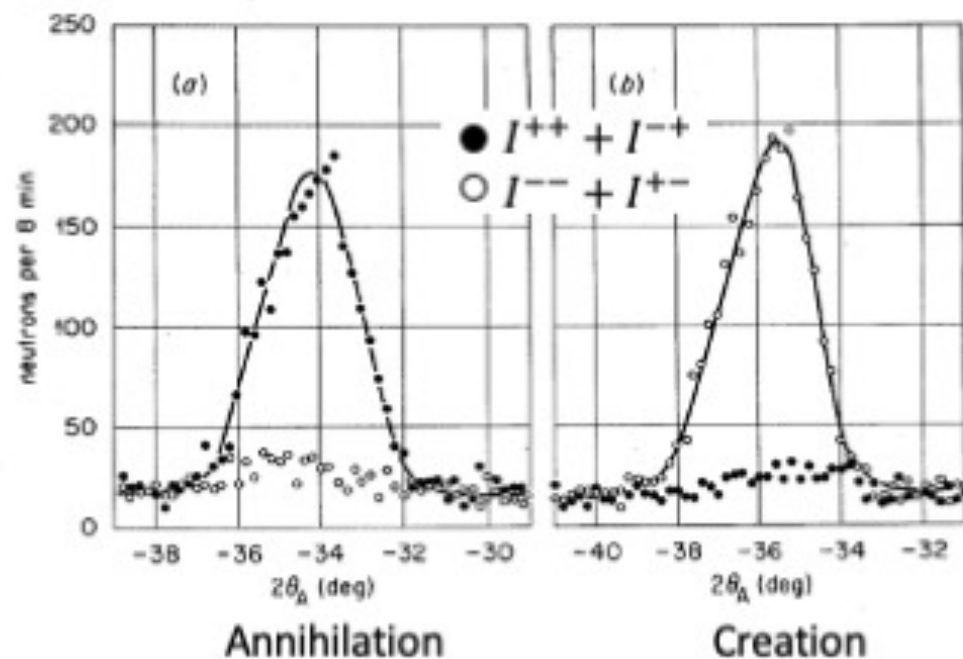 250
200
150
100
50
0
neutrons per 8 min
(a)
(b)
● I⁺⁺ + I⁻⁺
○ I⁻⁻ + I⁺⁻
−38 −36 −34 −32 −30
−40 −38 −36 −34 −32
2θA (deg)
2θA (deg)
Annihilation
Creation